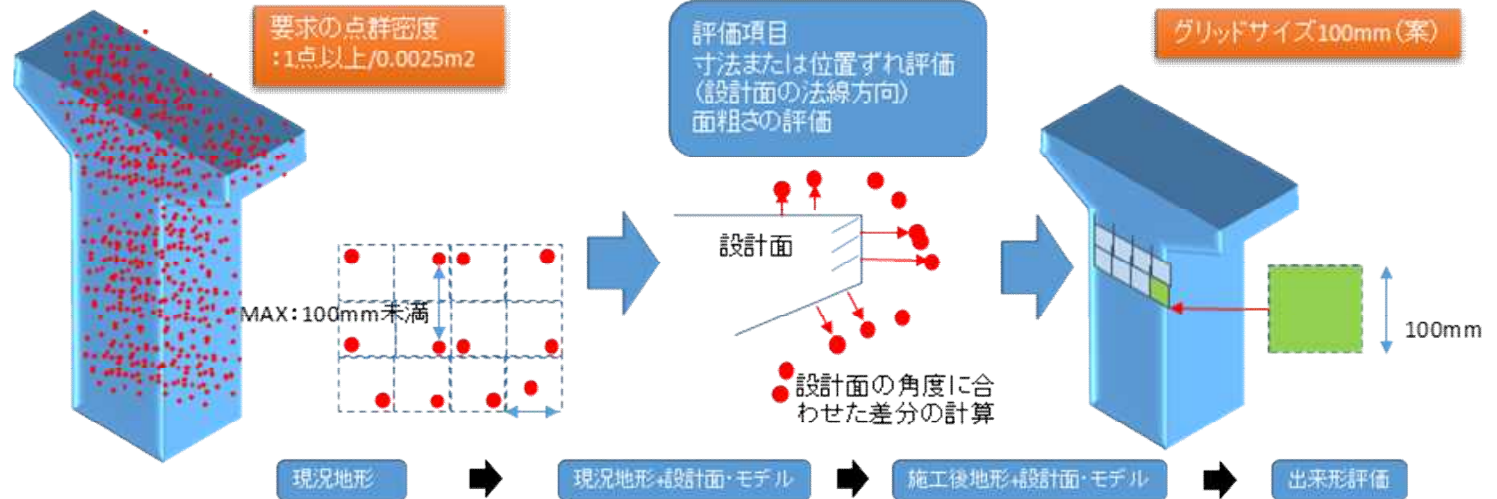 要求の点群密度
:1点以上/0.0025m2
評価項目
寸法または位置ずれ評価
(設計面の法線方向)
面粗さの評価
グリッドサイズ100mm(案)
設計面
MAX:100mm未満
100mm
設計面の角度に合
わせた差分の計算
現況地形
現況地形+設計面・モデル
施工後地形+設計面・モデル
出来形評価